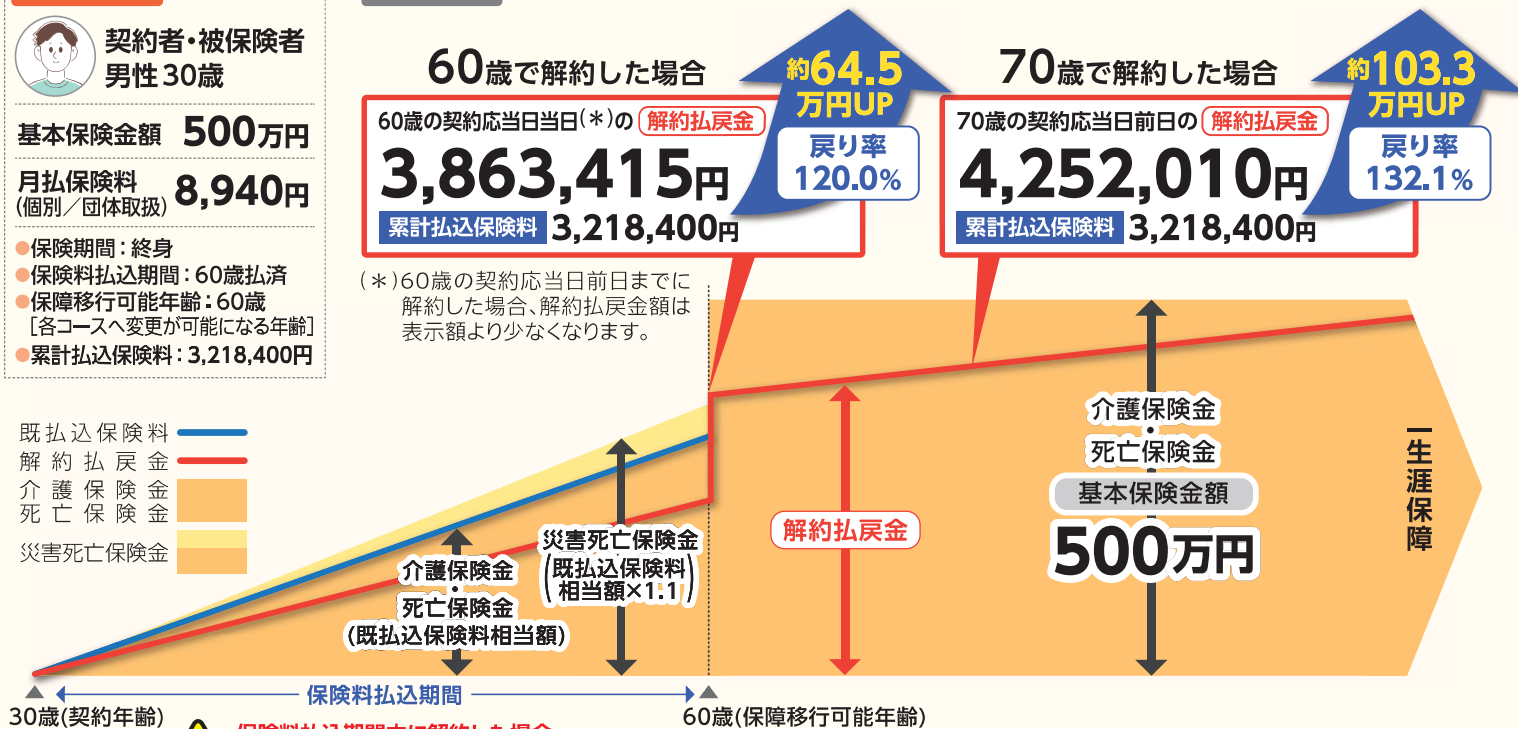 契約者・被保険者
男性30歳
基本保険金額 500万円
月払保険料
(個別／団体取扱) 8,940円
●保険期間：終身
●保険料払込期間：60歳払済
●保障移行可能年齢：60歳
[各コースへ変更が可能になる年齢]
●累計払込保険料：3,218,400円
60歳で解約した場合
約64.5
万円UP
60歳の契約応当日当日(＊)の 解約払戻金
3,863,415円
戻り率
120.0%
累計払込保険料 3,218,400円
(＊)60歳の契約応当日前日までに
解約した場合、解約払戻金額は
表示額より少なくなります。
70歳で解約した場合
約103.3
万円UP
70歳の契約応当日前日の 解約払戻金
4,252,010円
戻り率
132.1%
累計払込保険料 3,218,400円
既払込保険料
解約払戻金
介護保険金
死亡保険金
災害死亡保険金
介護保険金
・
死亡保険金
(既払込保険料相当額)
災害死亡保険金
(既払込保険料
相当額×1.1)
解約払戻金
介護保険金
・
死亡保険金
基本保険金額
500万円
一生涯保障
保険料払込期間
30歳(契約年齢)
60歳(保障移行可能年齢)